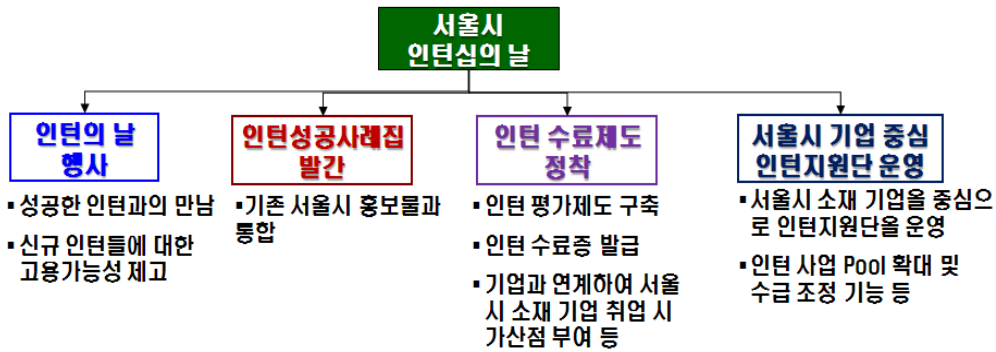 서울시
인턴십의 날
인턴의 날
행사
▪ 성공한 인턴과의 만남
▪ 신규 인턴들에 대한
고용가능성 제고
인턴성공사례집
발간
▪기존 서울시 홍보물과
통합
인턴 수료제도
정착
▪ 인턴 평가제도 구축
▪ 인턴 수료증 발급
▪ 기업과 연계하여 서울
시 소재 기업 취업 시
가산점 부여 등
서울시 기업 중심
인턴지원단 운영
▪서울시 소재 기업을 중심으
로 인턴지원단을 운영
▪인턴 사업 Pool 확대 및
수급 조정 기능 등